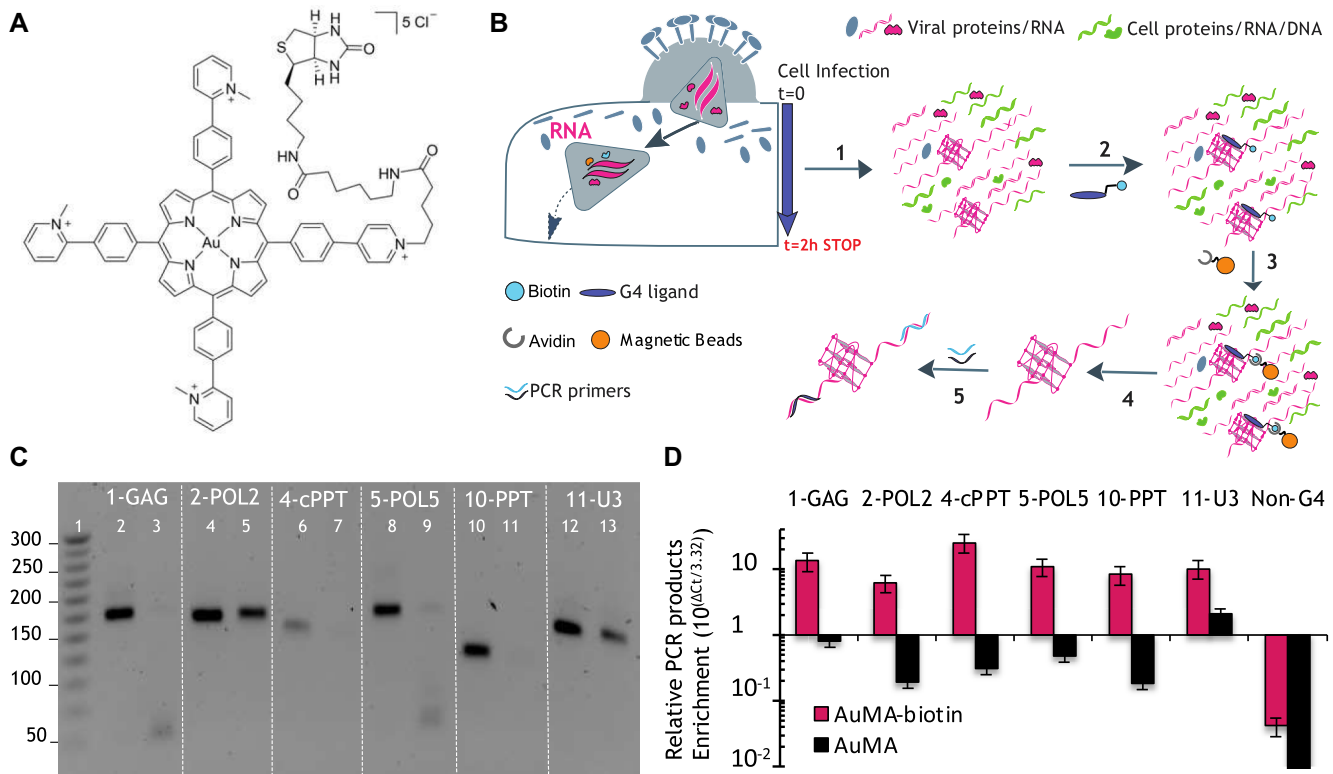 A
5 Cl⁻
S
H
H
N
N
H
O
N
+
HN
O
HN
O
N
+
N
N
Au
N
N
N
+
N
+
B
Viral proteins/RNA
Cell proteins/RNA/DNA
Cell Infection
t=0
RNA
t=2h STOP
1
2
3
4
5
Biotin
G4 ligand
Avidin
Magnetic Beads
PCR primers
C
1-GAG
2-POL2
4-cPPT
5-POL5
10-PPT
11-U3
1 2 3 4 5 6 7 8 9 10 11 12 13
300
250
200
150
100
50
D
1-GAG 2-POL2 4-cPPT 5-POL5 10-PPT 11-U3 Non-G4
Relative PCR products
Enrichment (10^(ΔCt/3.32))
10
1
10⁻¹
10⁻²
AuMA-biotin
AuMA